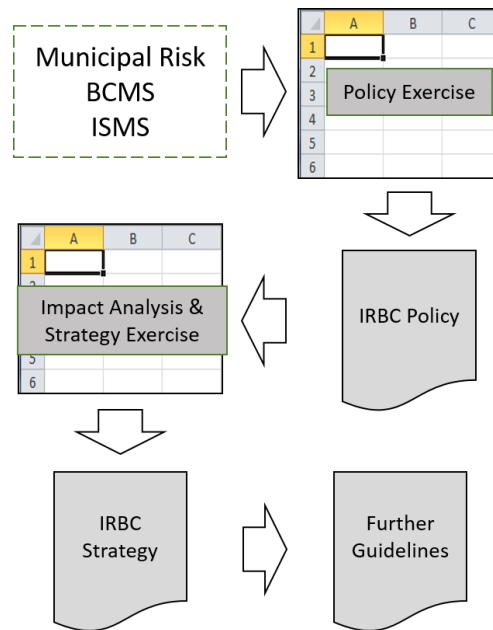 Municipal Risk
BCMS
ISMS
A B C
1
2
3
4
5
6
Policy Exercise
A B C
1
5
6
Impact Analysis &
Strategy Exercise
IRBC Policy
IRBC
Strategy
Further
Guidelines